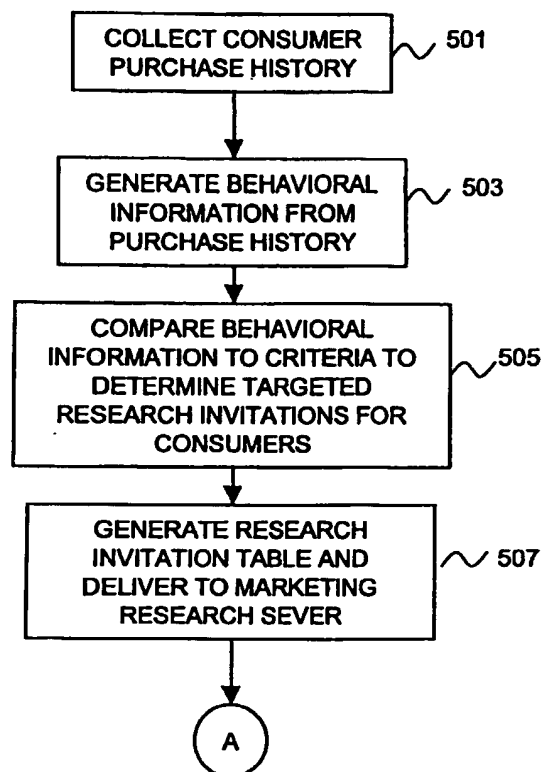 COLLECT CONSUMER
PURCHASE HISTORY
501
GENERATE BEHAVIORAL
INFORMATION FROM
PURCHASE HISTORY
503
COMPARE BEHAVIORAL
INFORMATION TO CRITERIA TO
DETERMINE TARGETED
RESEARCH INVITATIONS FOR
CONSUMERS
505
GENERATE RESEARCH
INVITATION TABLE AND
DELIVER TO MARKETING
RESEARCH SEVER
507
A